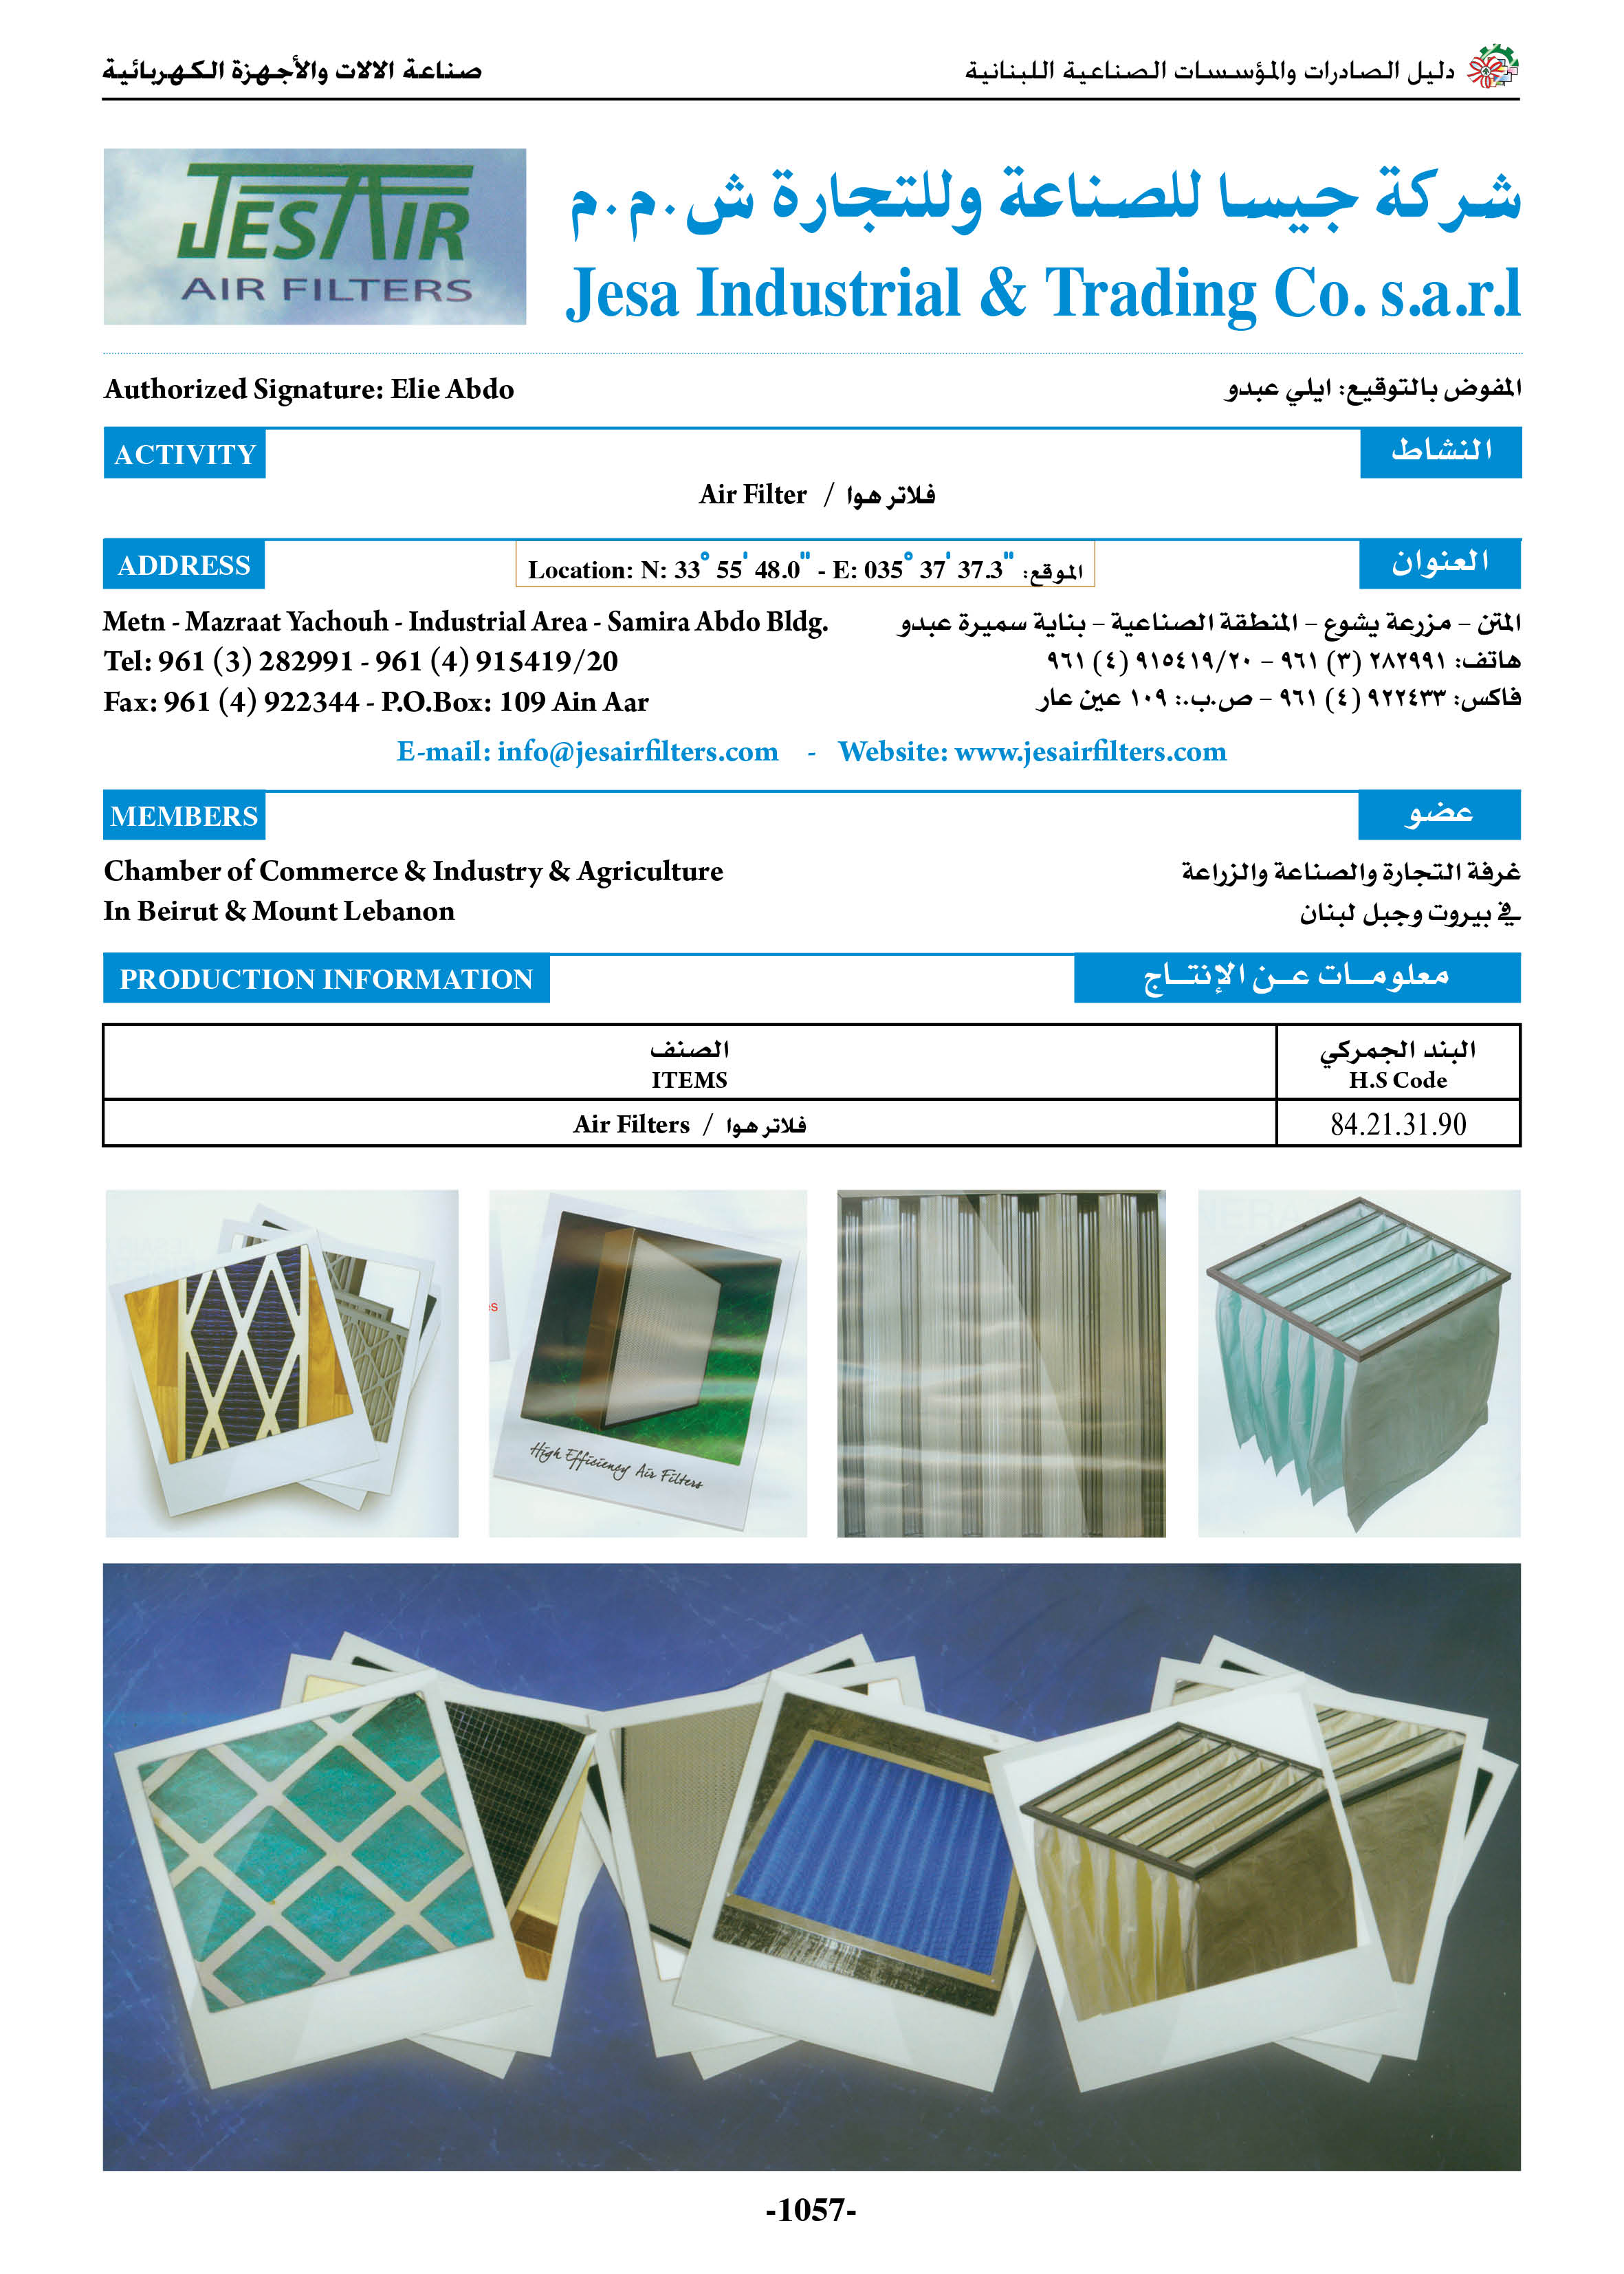 دليل الصادرات والمؤسسات الصناعية اللبنانية
صناعة الالات والأجهزة الكهربائية
JESAIR
AIR FILTERS
شركة جيسا للصناعة وللتجارة ش.م.م
Jesa Industrial & Trading Co. s.a.r.l
Authorized Signature: Elie Abdo
المفوض بالتوقيع: ايلي عبدو
ACTIVITY
النشاط
Air Filter / فلاتر هوا
ADDRESS
Location: N: 33° 55' 48.0" - E: 035° 37' 37.3" الموقع:
العنوان
Metn - Mazraat Yachouh - Industrial Area - Samira Abdo Bldg.
المتن – مزرعة يشوع – المنطقة الصناعية – بناية سميرة عبدو
Tel: 961 (3) 282991 - 961 (4) 915419/20
هاتف: ٢٨٢٩٩١ (٣) ٩٦١ – ٩١٥٤١٩/٢٠ (٤) ٩٦١
Fax: 961 (4) 922344 - P.O.Box: 109 Ain Aar
فاكس: ٩٢٢٤٣٣ (٤) ٩٦١ – ص.ب.: ١٠٩ عين عار
E-mail: info@jesairfilters.com - Website: www.jesairfilters.com
MEMBERS
عضو
Chamber of Commerce & Industry & Agriculture
غرفة التجارة والصناعة والزراعة
In Beirut & Mount Lebanon
في بيروت وجبل لبنان
PRODUCTION INFORMATION
معلومـات عـن الإنتـاج
الصنف
البند الجمركي
ITEMS
H.S Code
Air Filters / فلاتر هوا
84.21.31.90
High Efficiency Air Filters
-1057-